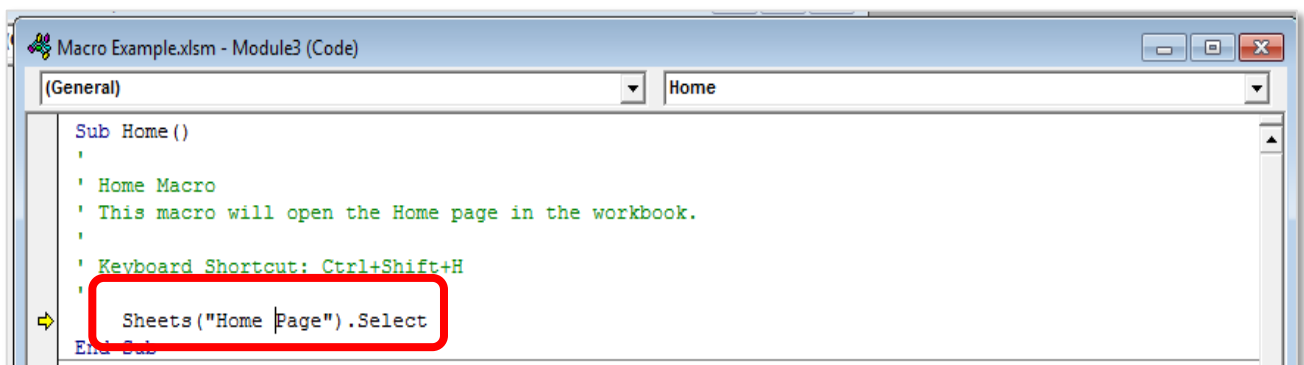 Macro Example.xlsm - Module3 (Code)
(General) Home
Sub Home()
'
' Home Macro
' This macro will open the Home page in the workbook.
'
' Keyboard Shortcut: Ctrl+Shift+H
'
Sheets("Home Page").Select
End Sub